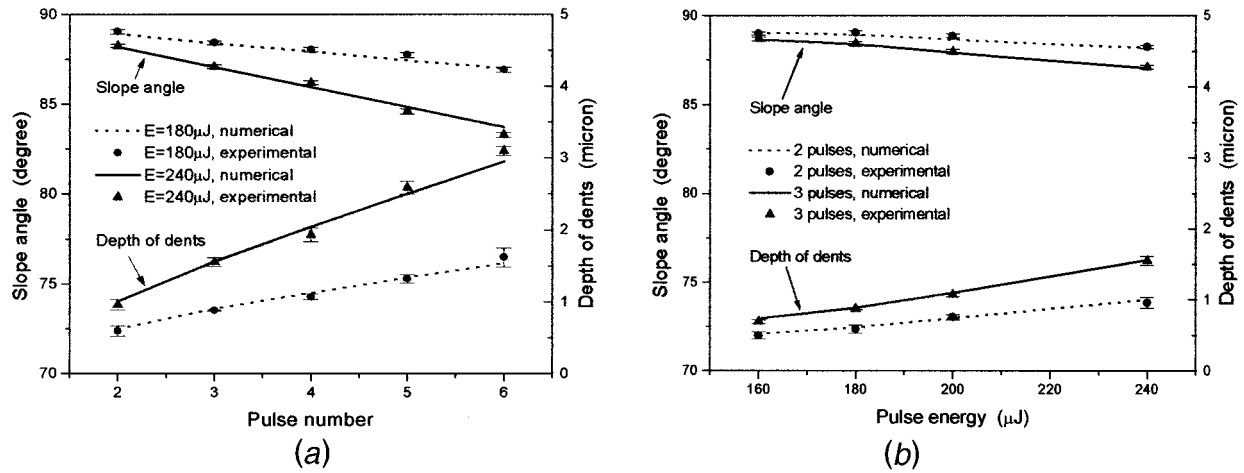 90
85
80
75
70
Slope angle (degree)
5
4
3
2
1
0
Depth of dents (micron)
Slope angle
E=180μJ, numerical
E=180μJ, experimental
E=240μJ, numerical
E=240μJ, experimental
Depth of dents
2 3 4 5 6
Pulse number
(a)
90
85
80
75
70
Slope angle (degree)
5
4
3
2
1
0
Depth of dents (micron)
Slope angle
2 pulses, numerical
2 pulses, experimental
3 pulses, numerical
3 pulses, experimental
Depth of dents
160 180 200 220 240
Pulse energy (μJ)
(b)